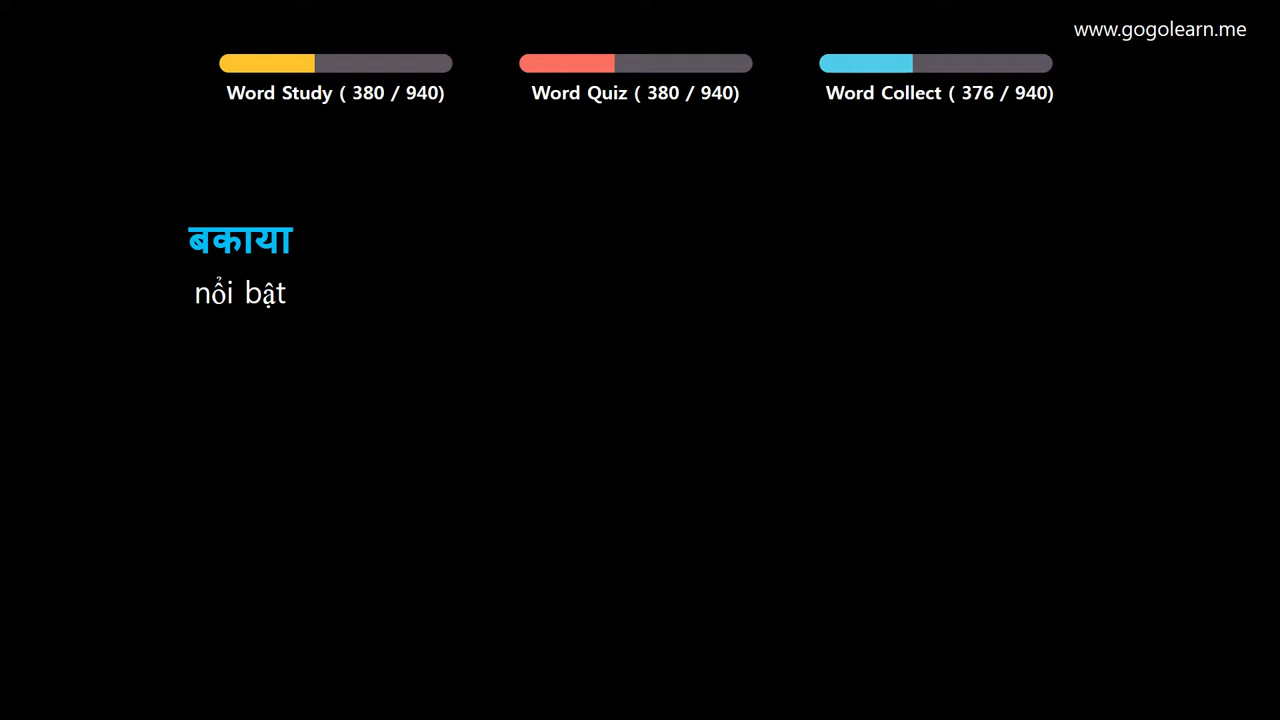 www.gogolearn.me
Word Study ( 380 / 940)
Word Quiz ( 380 / 940)
Word Collect ( 376 / 940)
बकाया
nổi bật